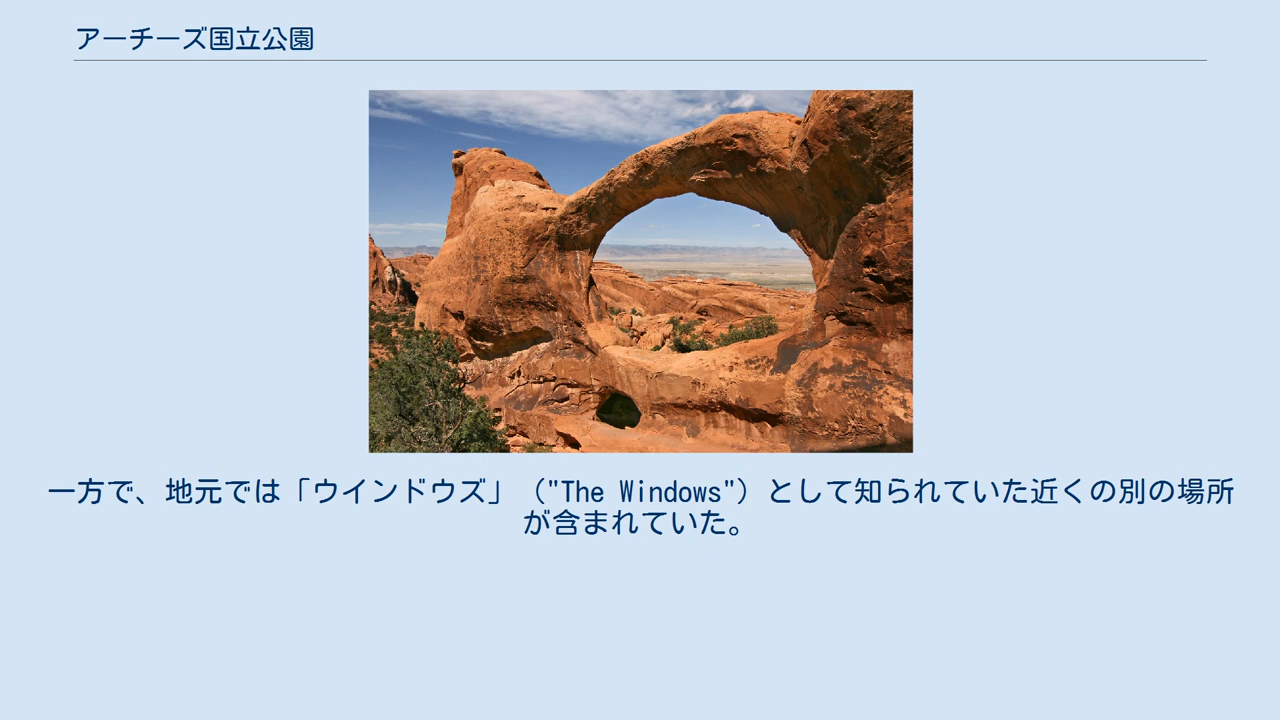 アーチーズ国立公園
一方で、地元では「ウインドウズ」（"The Windows"）として知られていた近くの別の場所
が含まれていた。